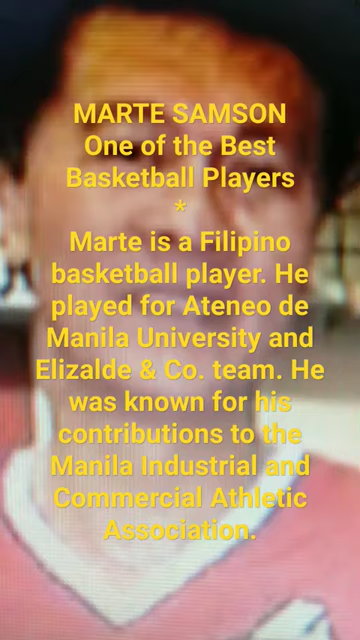 MARTE SAMSON
One of the Best
Basketball Players
*
Marte is a Filipino
basketball player. He
played for Ateneo de
Manila University and
Elizalde & Co. team. He
was known for his
contributions to the
Manila Industrial and
Commercial Athletic
Association.